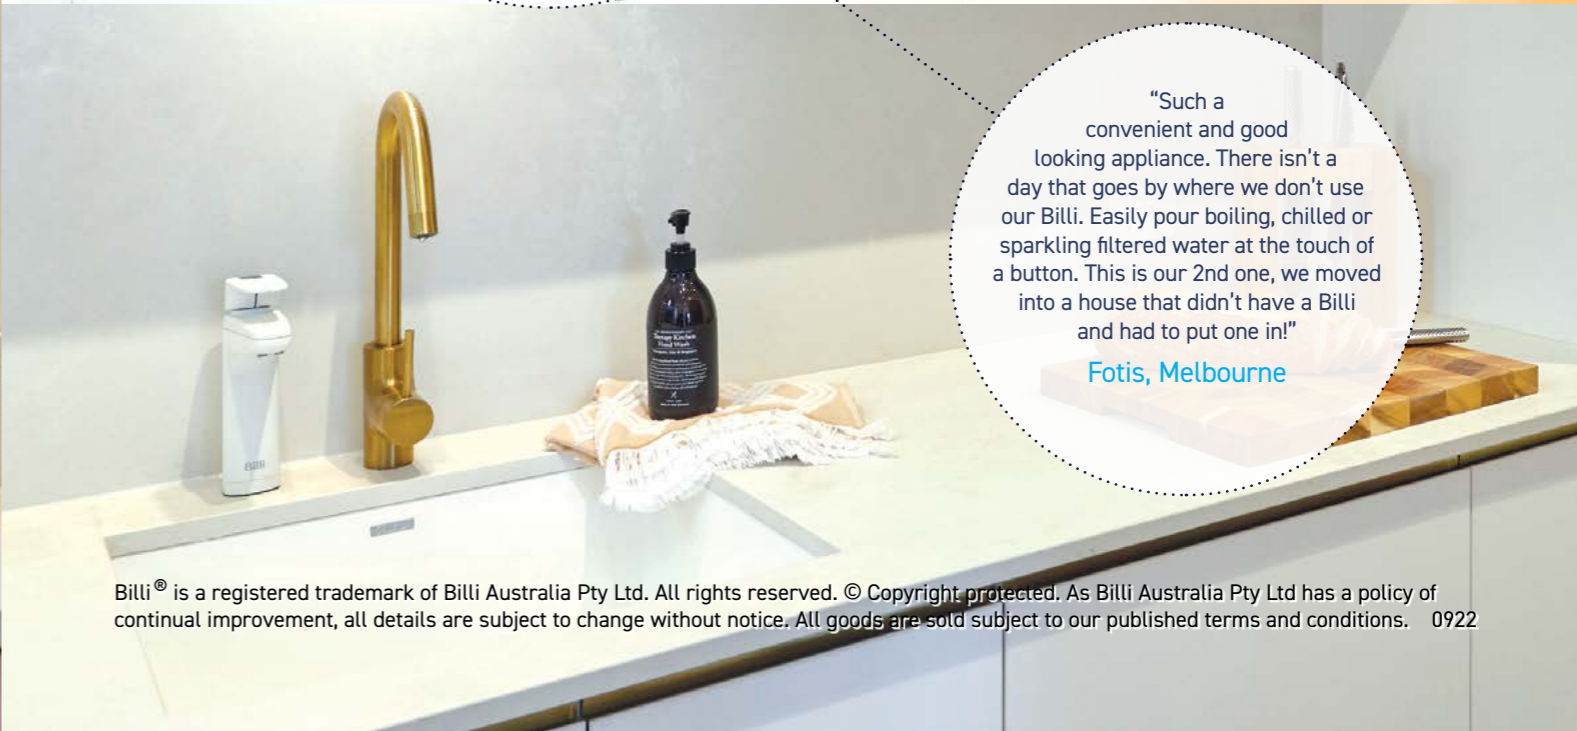 “Such a
convenient and good
looking appliance. There isn’t a
day that goes by where we don’t use
our Billi. Easily pour boiling, chilled or
sparkling filtered water at the touch of
a button. This is our 2nd one, we moved
into a house that didn’t have a Billi
and had to put one in!”
Fotis, Melbourne
Billi
Kitchen
Hand Wash
Billi® is a registered trademark of Billi Australia Pty Ltd. All rights reserved. © Copyright protected. As Billi Australia Pty Ltd has a policy of
continual improvement, all details are subject to change without notice. All goods are sold subject to our published terms and conditions. 0922